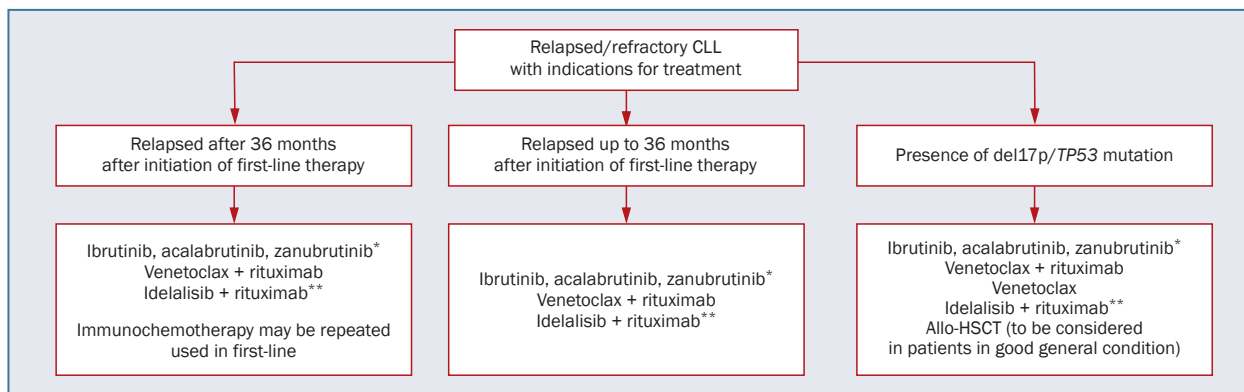 Relapsed/refractory CLL
with indications for treatment
Relapsed after 36 months
after initiation of first-line therapy
Relapsed up to 36 months
after initiation of first-line therapy
Presence of del17p/TP53 mutation
Ibrutinib, acalabrutinib, zanubrutinib*
Venetoclax + rituximab
Idelalisib + rituximab**
Immunochemotherapy may be repeated
used in first-line
Ibrutinib, acalabrutinib, zanubrutinib*
Venetoclax + rituximab
Idelalisib + rituximab**
Ibrutinib, acalabrutinib, zanubrutinib*
Venetoclax + rituximab
Venetoclax
Idelalisib + rituximab**
Allo-HSCT (to be considered
in patients in good general condition)